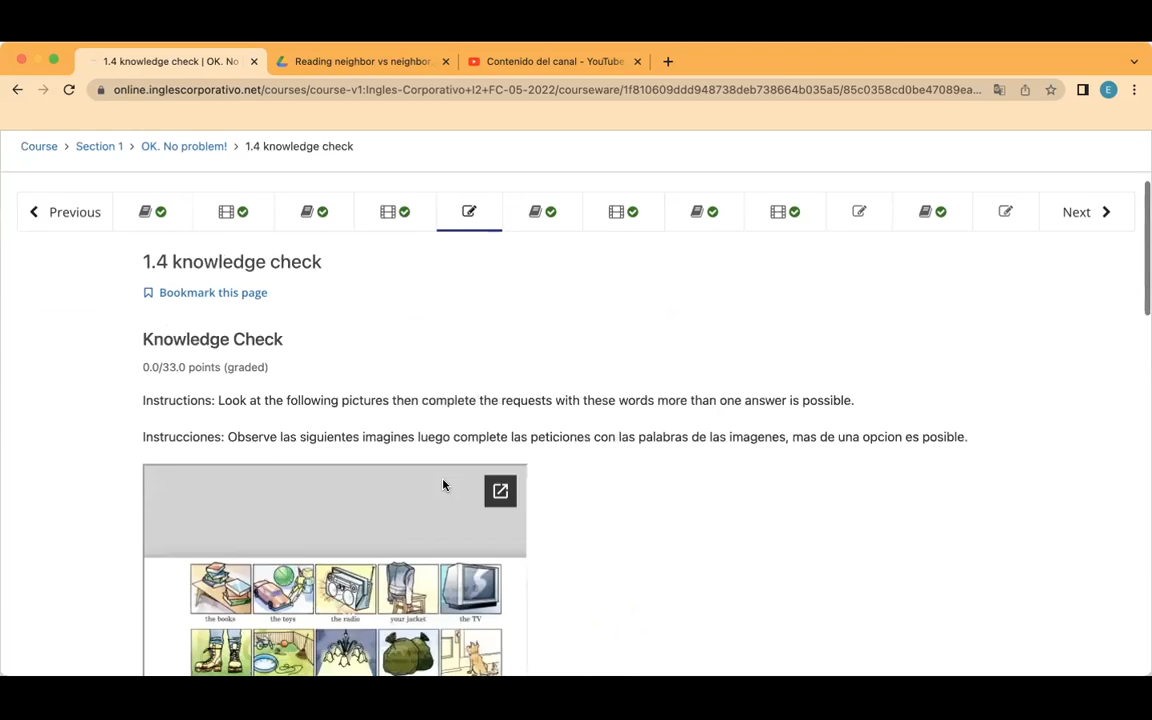 1.4 knowledge check | OK. No
Reading neighbor vs neighbor
Contenido del canal - YouTube
online.inglescorporativo.net/courses/course-v1:Ingles-Corporativo+I2+FC-05-2022/courseware/1f810609ddd948738deb738664b035a5/85c0358cd0be47089ea...
E
Course > Section 1 > OK. No problem! > 1.4 knowledge check
Previous
Next
1.4 knowledge check
Bookmark this page
Knowledge Check
0.0/33.0 points (graded)
Instructions: Look at the following pictures then complete the requests with these words more than one answer is possible.
Instrucciones: Observe las siguientes imagines luego complete las peticiones con las palabras de las imagenes, mas de una opcion es posible.
the books the toys the radio your jacket the TV